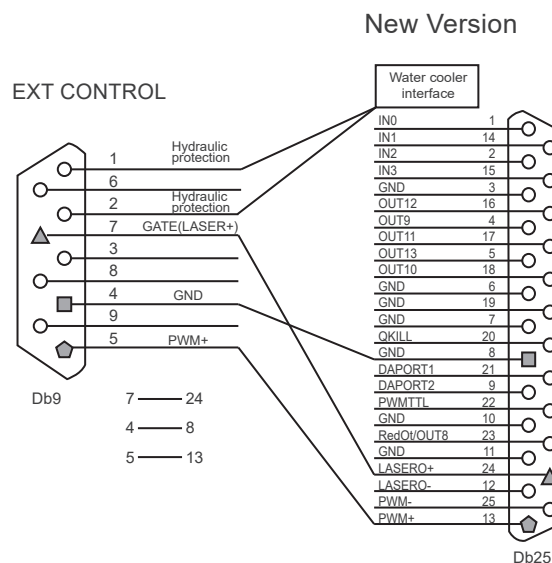 New Version
EXT CONTROL
Water cooler
interface
1 Hydraulic
protection
6
2 Hydraulic
protection
7 GATE(LASER+)
3
8
4 GND
9
5 PWM+
Db9
7 24
4 8
5 13
IN0 1
IN1 14
IN2 2
IN3 15
GND 3
OUT12 16
OUT9 4
OUT11 17
OUT13 5
OUT10 18
GND 6
GND 19
GND 7
QKILL 20
GND 8
DAPORT1 21
DAPORT2 9
PWMTTL 22
GND 10
RedOt/OUT8 23
GND 11
LASERO+ 24
LASERO- 12
PWM- 25
PWM+ 13
Db25